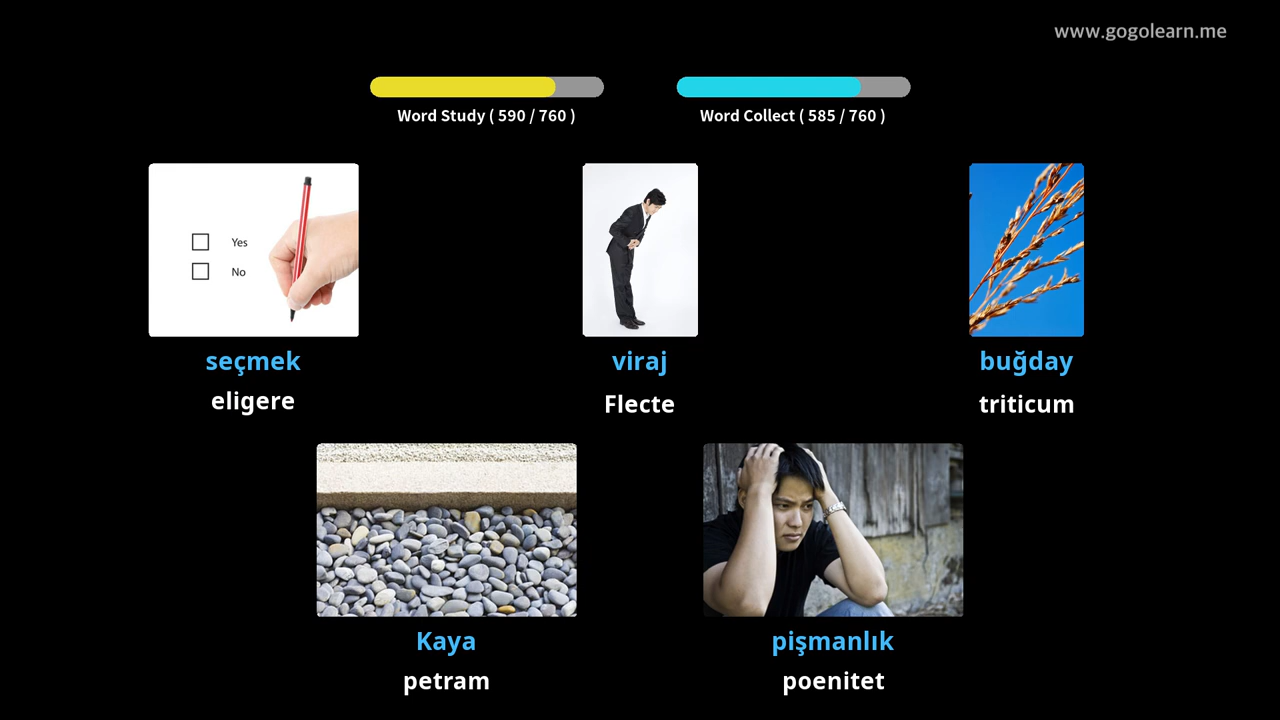 www.gogolearn.me
Word Study ( 590 / 760 )
Word Collect ( 585 / 760 )
Yes
No
seçmek
eligere
viraj
Flecte
buğday
triticum
Kaya
petram
pişmanlık
poenitet